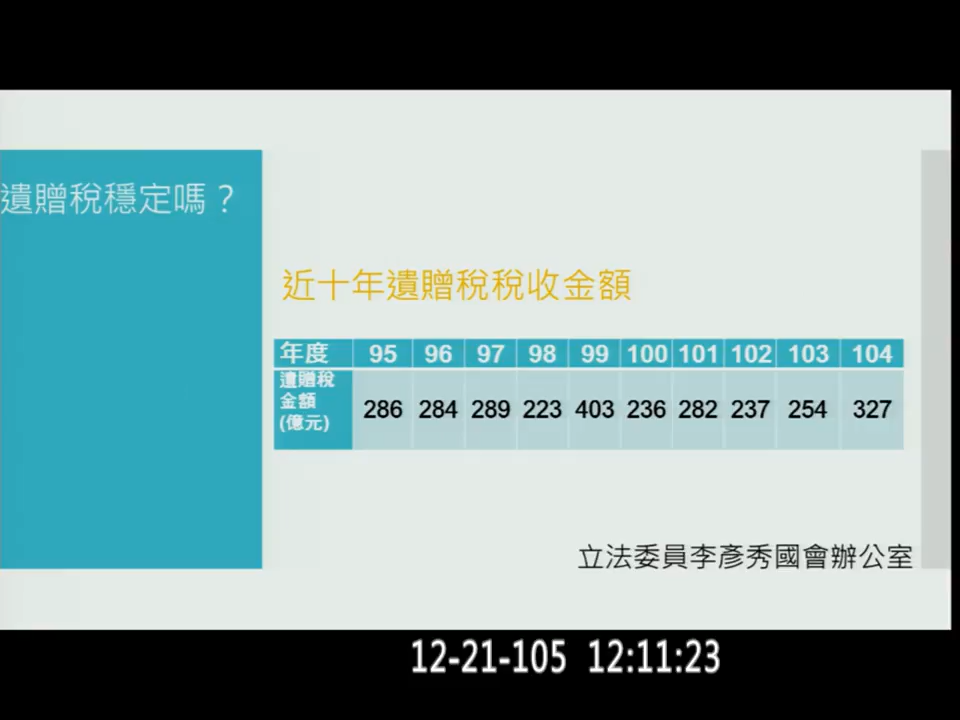 遺贈稅穩定嗎？
近十年遺贈稅稅收金額
年度 95 96 97 98 99 100 101 102 103 104
遺贈稅
金額
(億元) 286 284 289 223 403 236 282 237 254 327
立法委員李彥秀國會辦公室
12-21-105 12:11:23